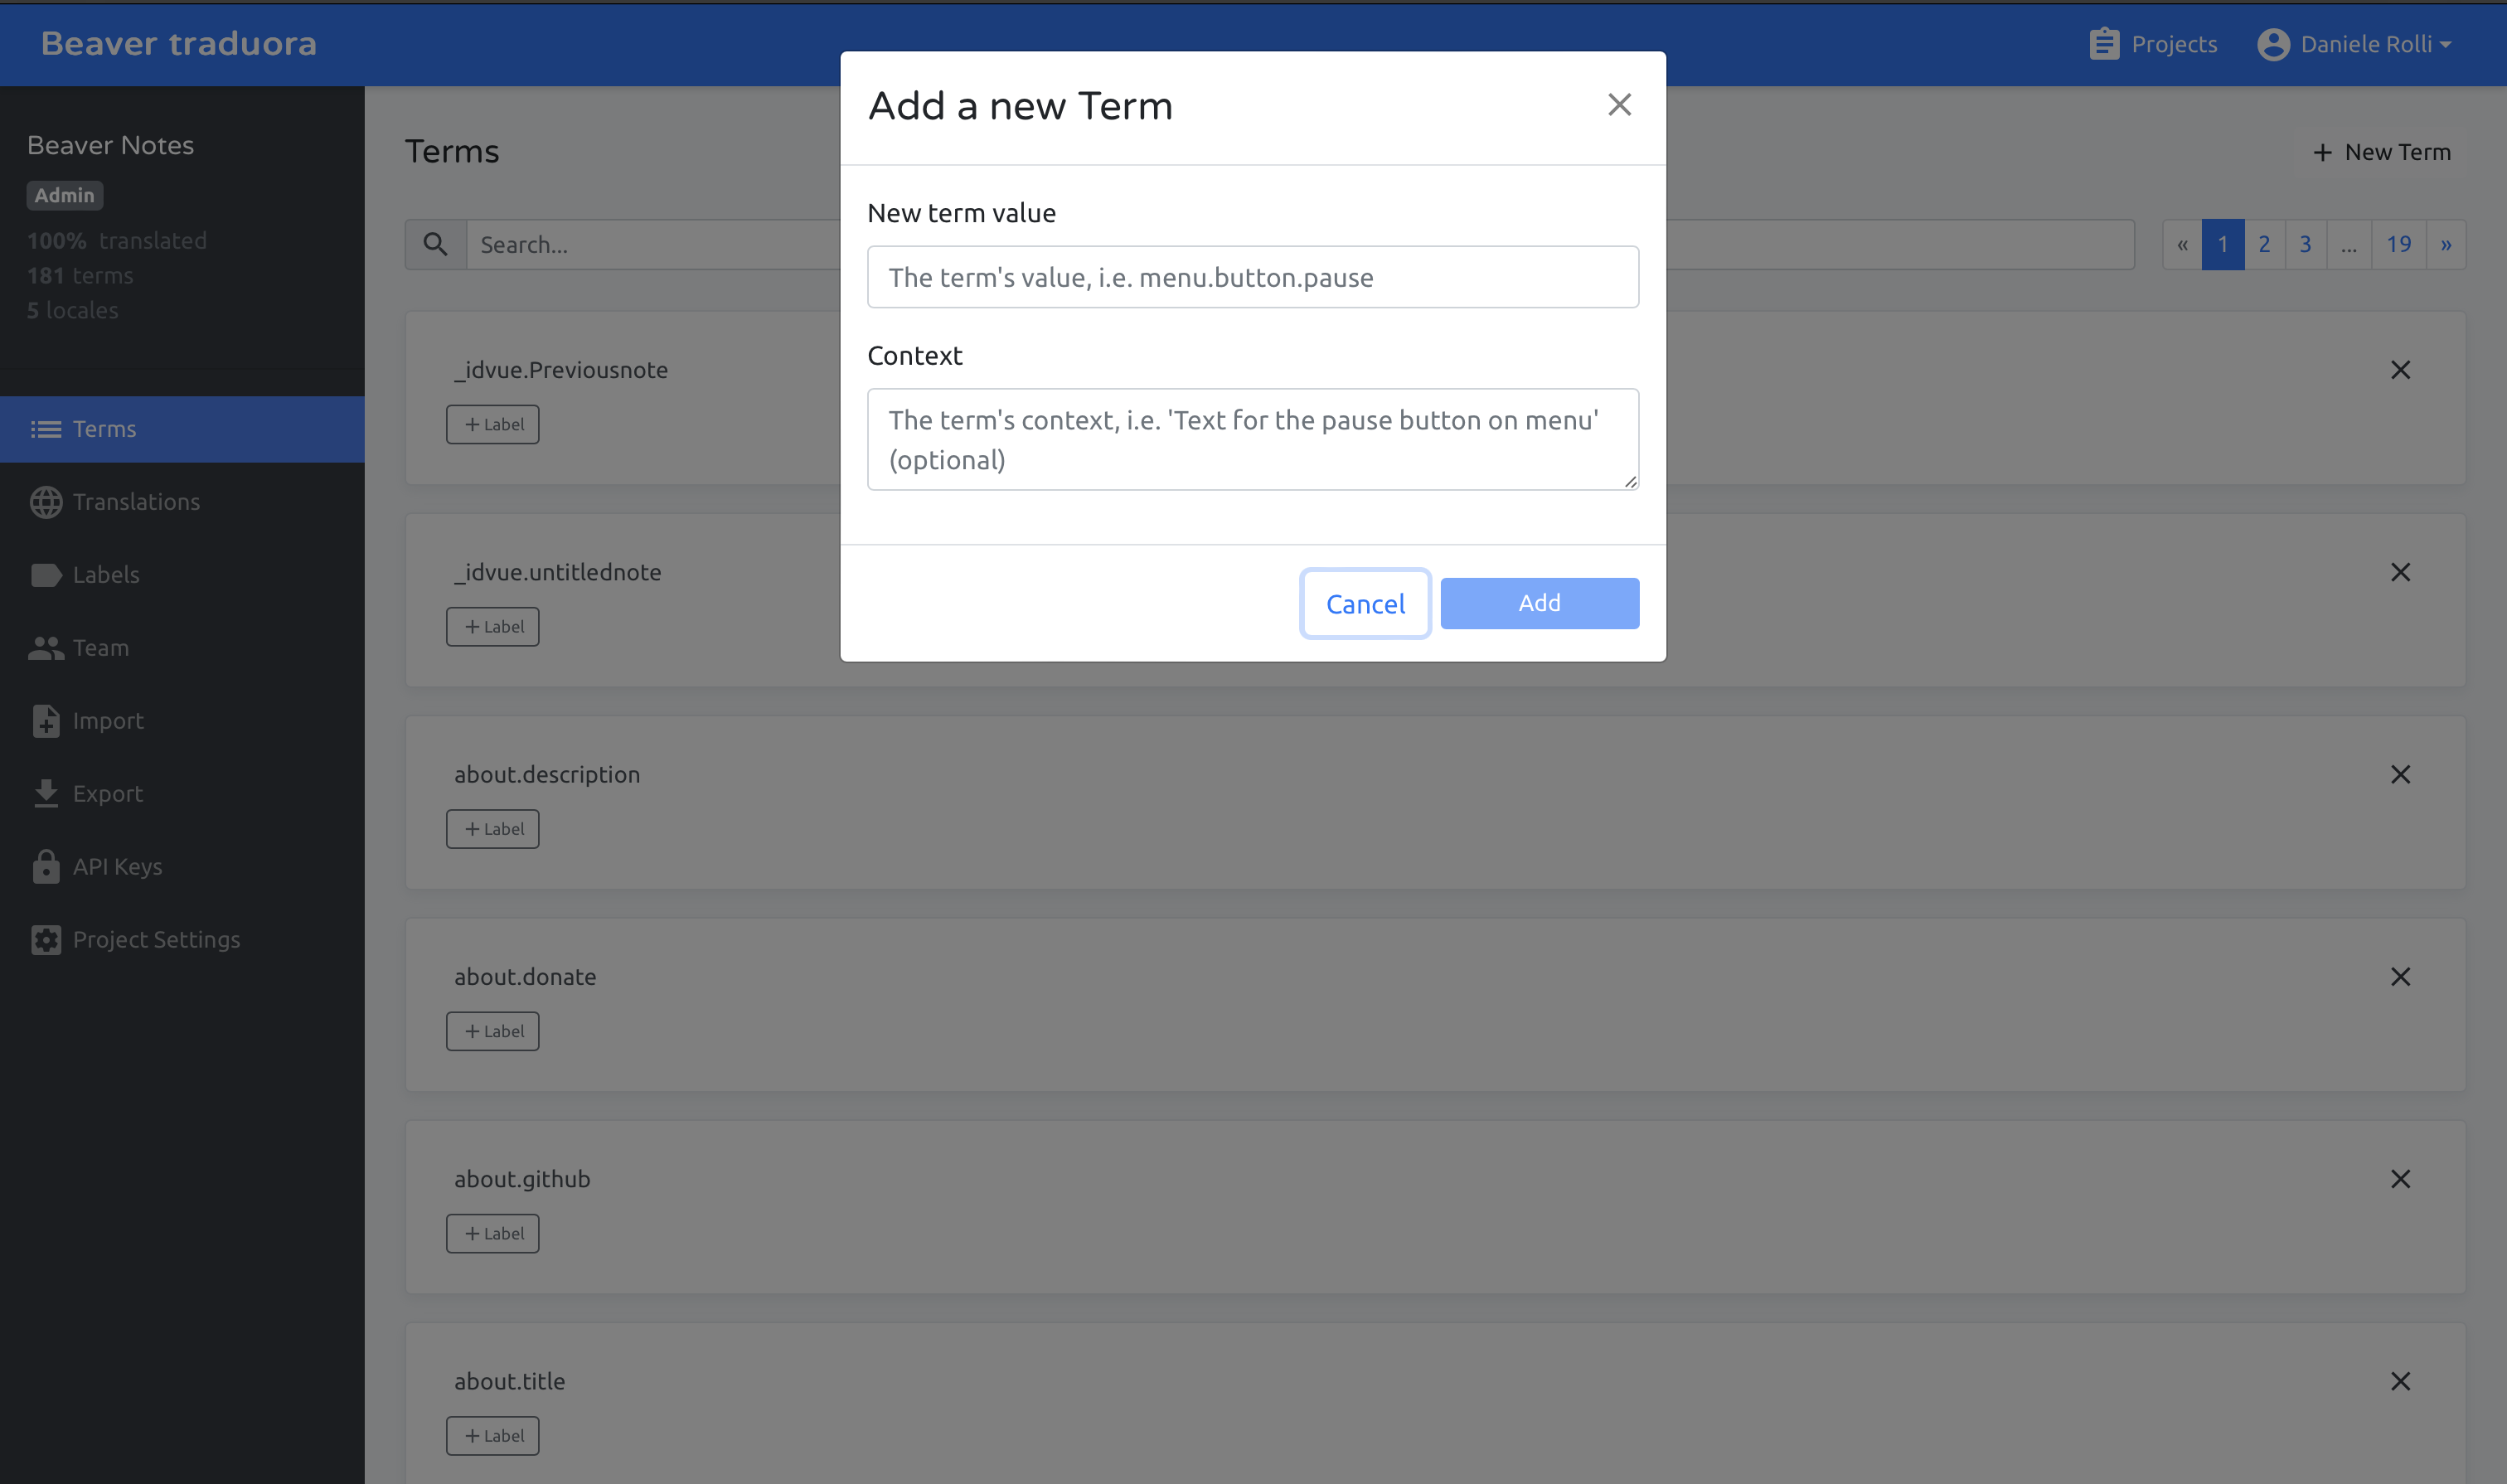 Beaver traduora
Projects
Daniele Rolli
Beaver Notes
Admin
100% translated
181 terms
5 locales
Terms
Translations
Labels
Team
Import
Export
API Keys
Project Settings
Terms
+ New Term
Search...
« 1 2 3 ... 19 »
_idvue.Previousnote
+ Label
_idvue.untitlednote
+ Label
about.description
+ Label
about.donate
+ Label
about.github
+ Label
about.title
+ Label
Add a new Term
New term value
The term's value, i.e. menu.button.pause
Context
The term's context, i.e. 'Text for the pause button on menu'
(optional)
Cancel
Add